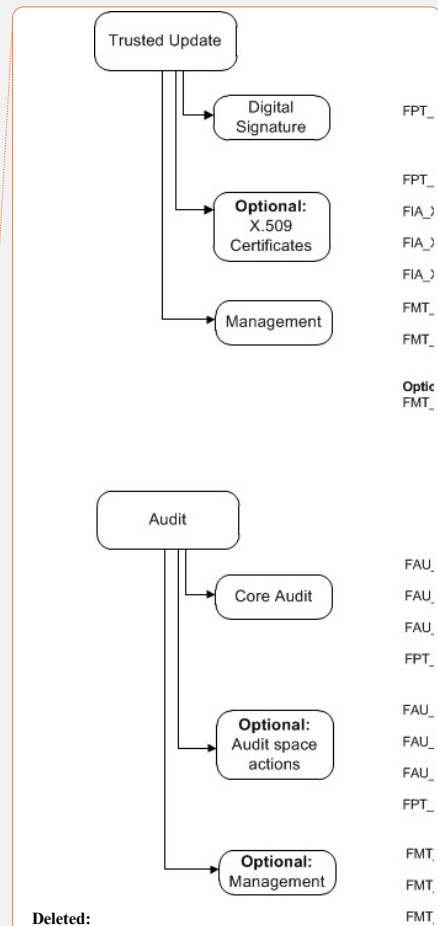 Trusted Update
Digital
Signature
FPT_
Optional:
X.509
Certificates
FPT_
FIA_X
FIA_X
FIA_X
Management
FMT_
FMT_
Optio
FMT_
Audit
Core Audit
FAU_
FAU_
FAU_
FPT_
Optional:
Audit space
actions
FAU_
FAU_
FAU_
FPT_
Optional:
Management
FMT_
FMT_
FMT_
Deleted: